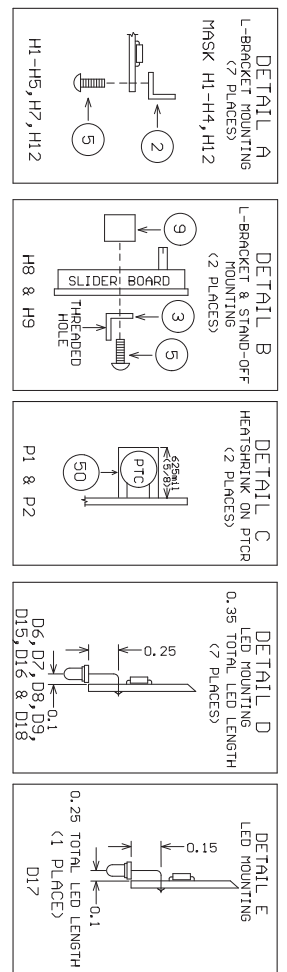 DETAIL A
L-BRACKET MOUNTING
(7 PLACES)
MASK H1-H4,H12
2
5
H1-H5,H7,H12
DETAIL B
L-BRACKET & STAND-OFF
MOUNTING
(2 PLACES)
9
SLIDER BOARD
3
5
THREADED
HOLE
H8 & H9
DETAIL C
HEATSHRINK ON PTCR
(2 PLACES)
625mil
(5/8)
PTC
50
P1 & P2
DETAIL D
LED MOUNTING
0.35 TOTAL LED LENGTH
(7 PLACES)
0.25
0.1
D6,D7,D8,D9,
D15,D16 & D18
DETAIL E
LED MOUNTING
0.15
0.1
0.25 TOTAL LED LENGTH
(1 PLACE)
D17